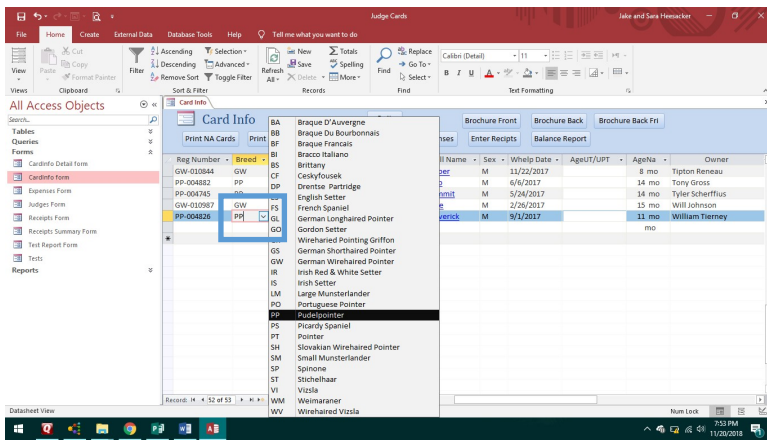 Judge Cards
Jake and Sara Heesacker
File Home Create External Data Database Tools Help Tell me what you want to do
View
Paste
Cut
Copy
Format Painter
Filter
Ascending
Descending
Remove Sort
Selection
Advanced
Toggle Filter
Refresh
All
New
Save
Delete
Totals
Spelling
More
Find
Replace
Go To
Select
Calibri (Detail) 11
B I U
Views Clipboard Sort & Filter Records Find Text Formatting
All Access Objects
Search...
Tables
Queries
Forms
CardInfo Detail form
CardInfo form
Expenses Form
Judges Form
Receipts Form
Receipts Summary Form
Test Report Form
Tests
Reports
Card Info
Card Info
Brochure Front Brochure Back Brochure Back Fri
Print NA Cards Print nses Enter Recipts Balance Report
Reg Number Breed ll Name Sex Whelp Date AgeUT/UPT AgeNa Owner
GW-010844 GW per M 11/22/2017 8 mo Tipton Reneau
PP-004882 PP M 6/6/2017 14 mo Tony Gross
PP-004745 PP mmit M 5/24/2017 14 mo Tyler Scherffius
GW-010987 GW e M 2/26/2017 15 mo Will Johnson
PP-004826 PP verick M 9/1/2017 11 mo William Tierney
mo
BA Braque D'Auvergne
BB Braque Du Bourbonnais
BF Braque Francais
BI Bracco Italiano
BS Brittany
CF Ceskyfousek
DP Drentse Partridge
ES English Setter
FS French Spaniel
GL German Longhaired Pointer
GO Gordon Setter
Wireharied Pointing Griffon
GS German Shorthaired Pointer
GW German Wirehaired Pointer
IR Irish Red & White Setter
IS Irish Setter
LM Large Munsterlander
PO Portuguese Pointer
PP Pudelpointer
PS Picardy Spaniel
PT Pointer
SH Slovakian Wirehaired Pointer
SM Small Munsterlander
SP Spinone
ST Stichelhaar
VI Vizsla
WM Weimaraner
WV Wirehaired Vizsla
Record: 52 of 53
Datasheet View
Num Lock
7:53 PM
11/20/2018